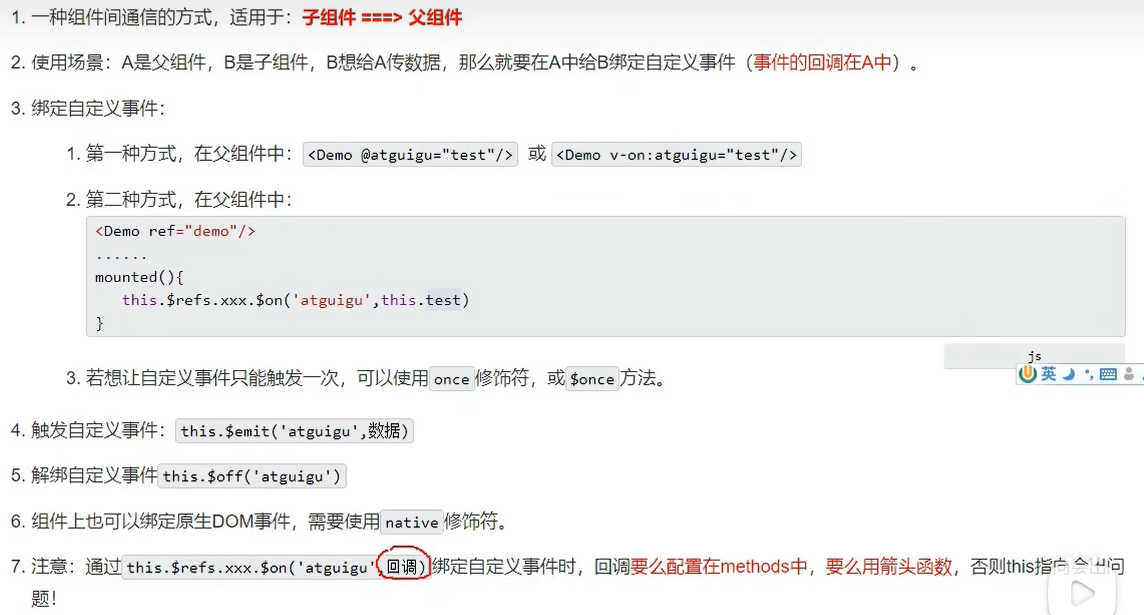 1. 一种组件间通信的方式，适用于：子组件 ===> 父组件
2. 使用场景：A是父组件，B是子组件，B想给A传数据，那么就要在A中给B绑定自定义事件（事件的回调在A中）。
3. 绑定自定义事件：
1. 第一种方式，在父组件中：<Demo @atguigu="test"/> 或 <Demo v-on:atguigu="test"/>
2. 第二种方式，在父组件中：
<Demo ref="demo"/>
......
mounted(){
this.$refs.xxx.$on('atguigu',this.test)
}
js
英
3. 若想让自定义事件只能触发一次，可以使用once修饰符，或$once方法。
4. 触发自定义事件：this.$emit('atguigu',数据)
5. 解绑自定义事件this.$off('atguigu')
6. 组件上也可以绑定原生DOM事件，需要使用native修饰符。
7. 注意：通过this.$refs.xxx.$on('atguigu',回调)绑定自定义事件时，回调要么配置在methods中，要么用箭头函数，否则this指向会出问
题！